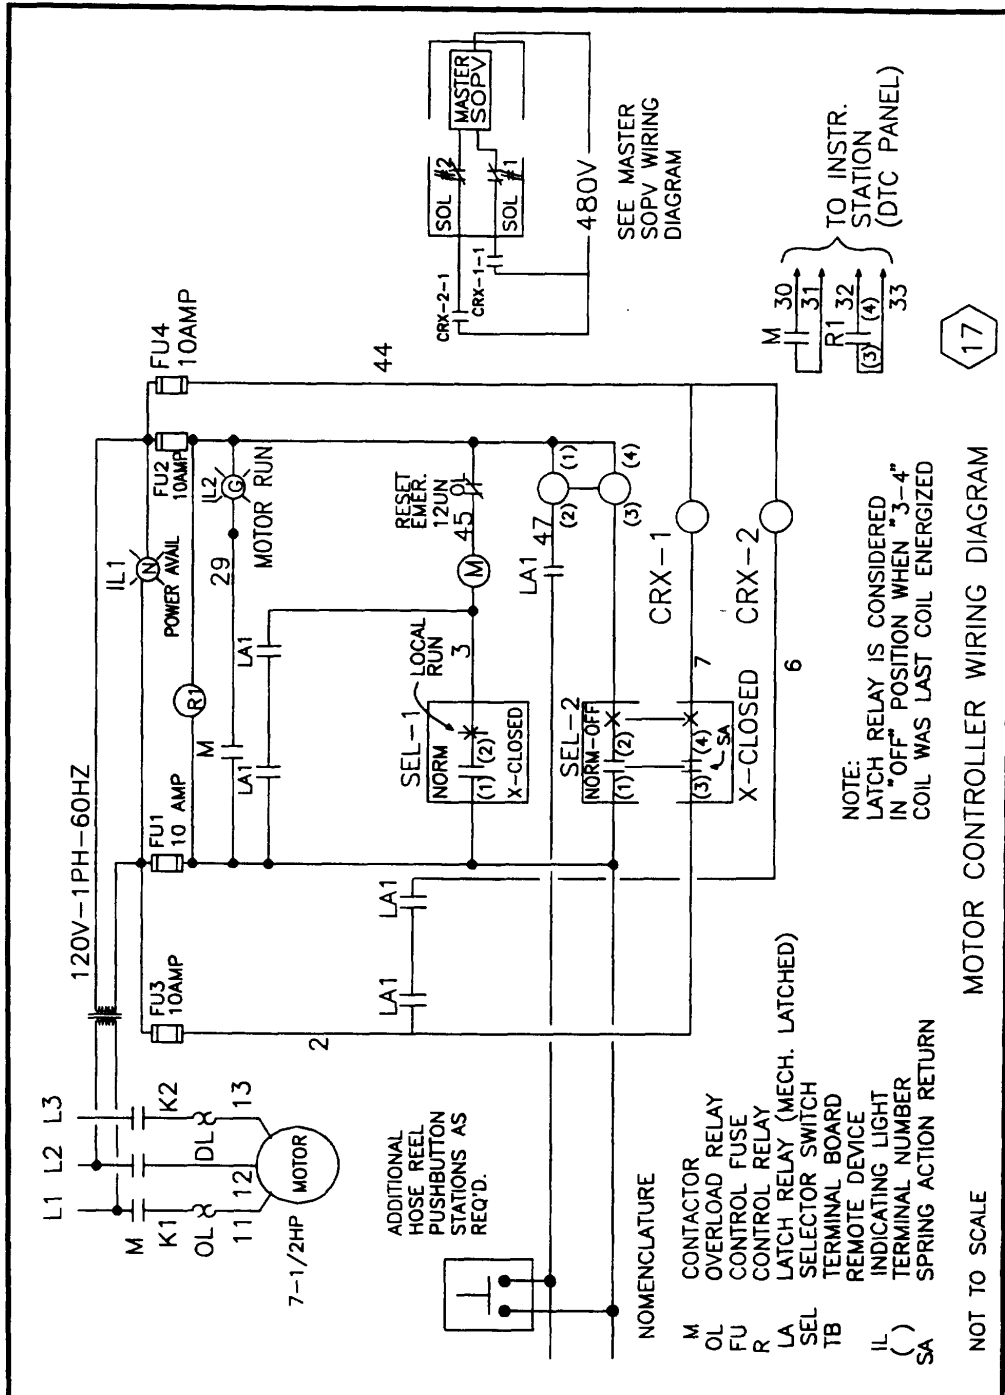 L1 L2 L3
M
K1
K2
OL
DL
11
12
13
MOTOR
7-1/2HP
120V-1PH-60HZ
FU3
10AMP
FU1
10 AMP
IL1
N
POWER AVAIL
FU2
10AMP
FU4
10AMP
R1
M
29
IL2
G
MOTOR RUN
LA1
LA1
44
2
LA1
LA1
SEL-1
NORM
(1) (2)
X-CLOSED
LOCAL
RUN
3
M
45
RESET
EMER.
12UN
OL
LA1
47
(2)
(1)
(3)
(4)
SEL-2
NORM-OFF
(1) (2)
(3) (4)
SA
X-CLOSED
7
6
CRX-1
CRX-2
CRX-2-1
CRX-1-1
SOL #2
SOL #1
MASTER
SOPV
480V
SEE MASTER
SOPV WIRING
DIAGRAM
M
30
31
R1
(3)
(4)
32
33
TO INSTR.
STATION
(DTC PANEL)
ADDITIONAL
HOSE REEL
PUSHBUTTON
STATIONS AS
REQ'D.
NOMENCLATURE
M CONTACTOR
OL OVERLOAD RELAY
FU CONTROL FUSE
R CONTROL RELAY
LA LATCH RELAY (MECH. LATCHED)
SEL SELECTOR SWITCH
TB TERMINAL BOARD
REMOTE DEVICE
IL INDICATING LIGHT
( ) TERMINAL NUMBER
SA SPRING ACTION RETURN
NOTE:
LATCH RELAY IS CONSIDERED
IN "OFF" POSITION WHEN "3-4"
COIL WAS LAST COIL ENERGIZED
NOT TO SCALE
MOTOR CONTROLLER WIRING DIAGRAM
17